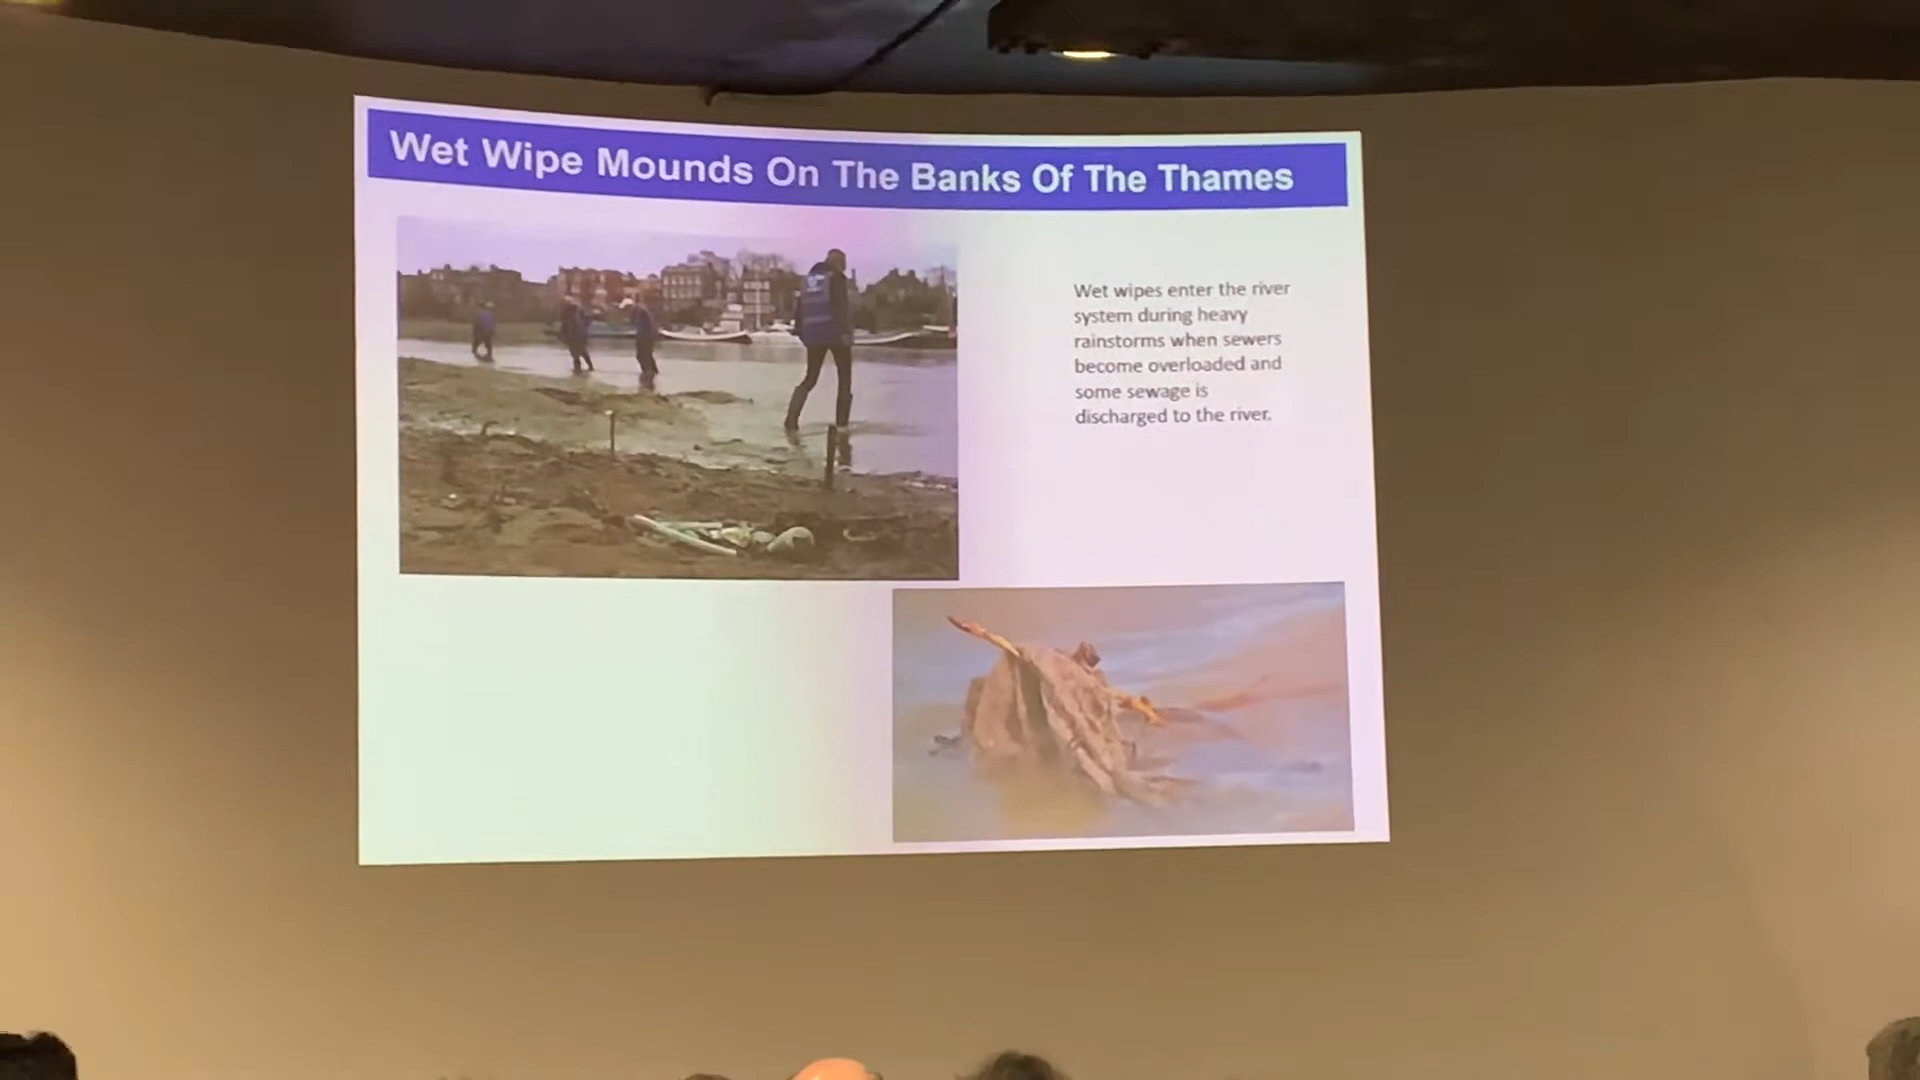 Wet Wipe Mounds On The Banks Of The Thames
Wet wipes enter the river
system during heavy
rainstorms when sewers
become overloaded and
some sewage is
discharged to the river.